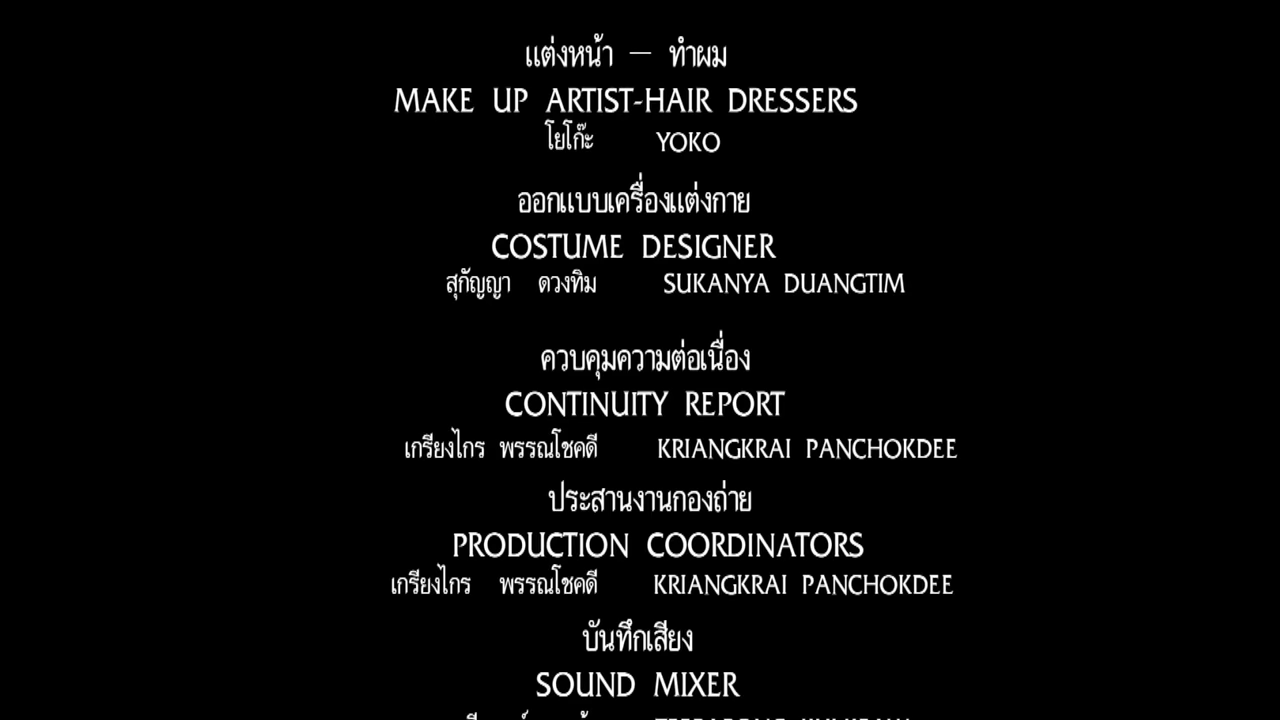 แต่งหน้า — ทำผม
MAKE UP ARTIST-HAIR DRESSERS
โยโก๊ะ YOKO
ออกแบบเครื่องแต่งกาย
COSTUME DESIGNER
สุกัญญา ดวงทิม SUKANYA DUANGTIM
ควบคุมความต่อเนื่อง
CONTINUITY REPORT
เกรียงไกร พรรณโชคดี KRIANGKRAI PANCHOKDEE
ประสานงานกองถ่าย
PRODUCTION COORDINATORS
เกรียงไกร พรรณโชคดี KRIANGKRAI PANCHOKDEE
บันทึกเสียง
SOUND MIXER